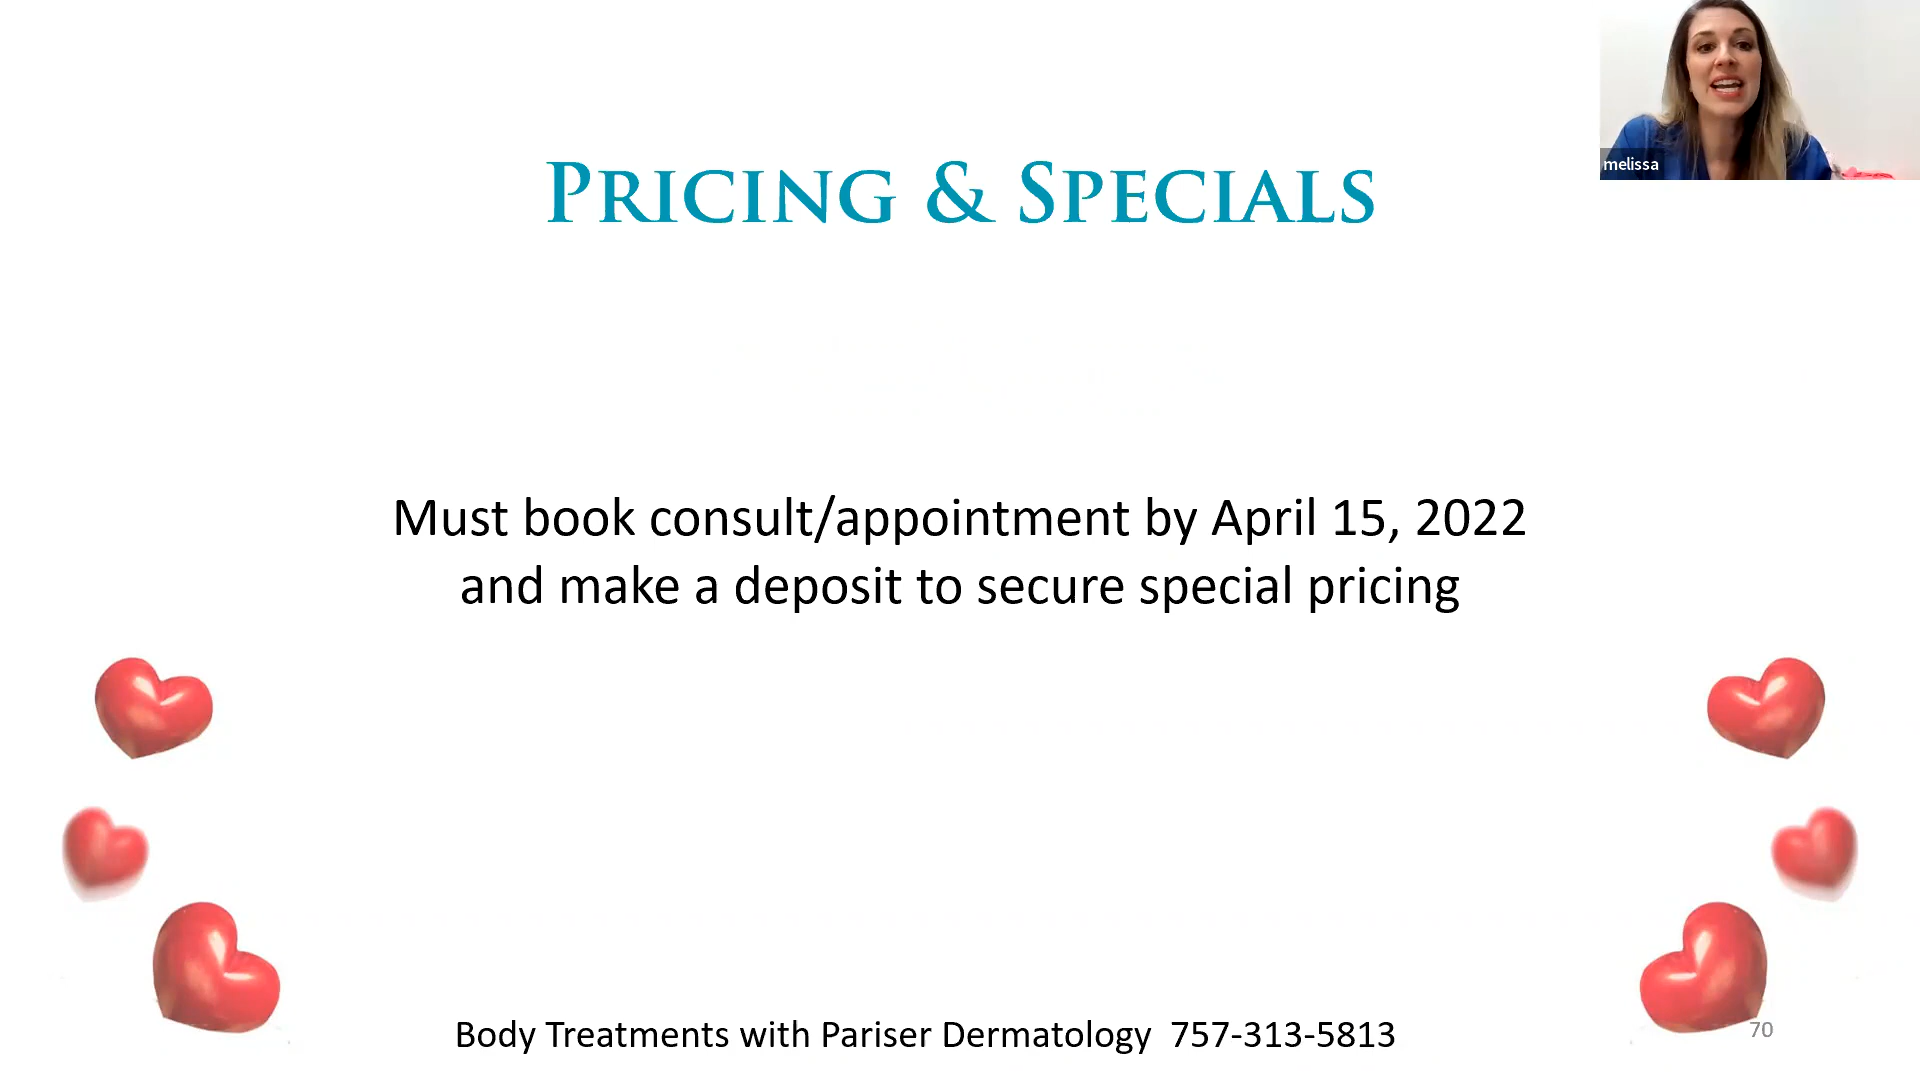 PRICING & SPECIALS
melissa
Must book consult/appointment by April 15, 2022
and make a deposit to secure special pricing
Body Treatments with Pariser Dermatology 757-313-5813
70